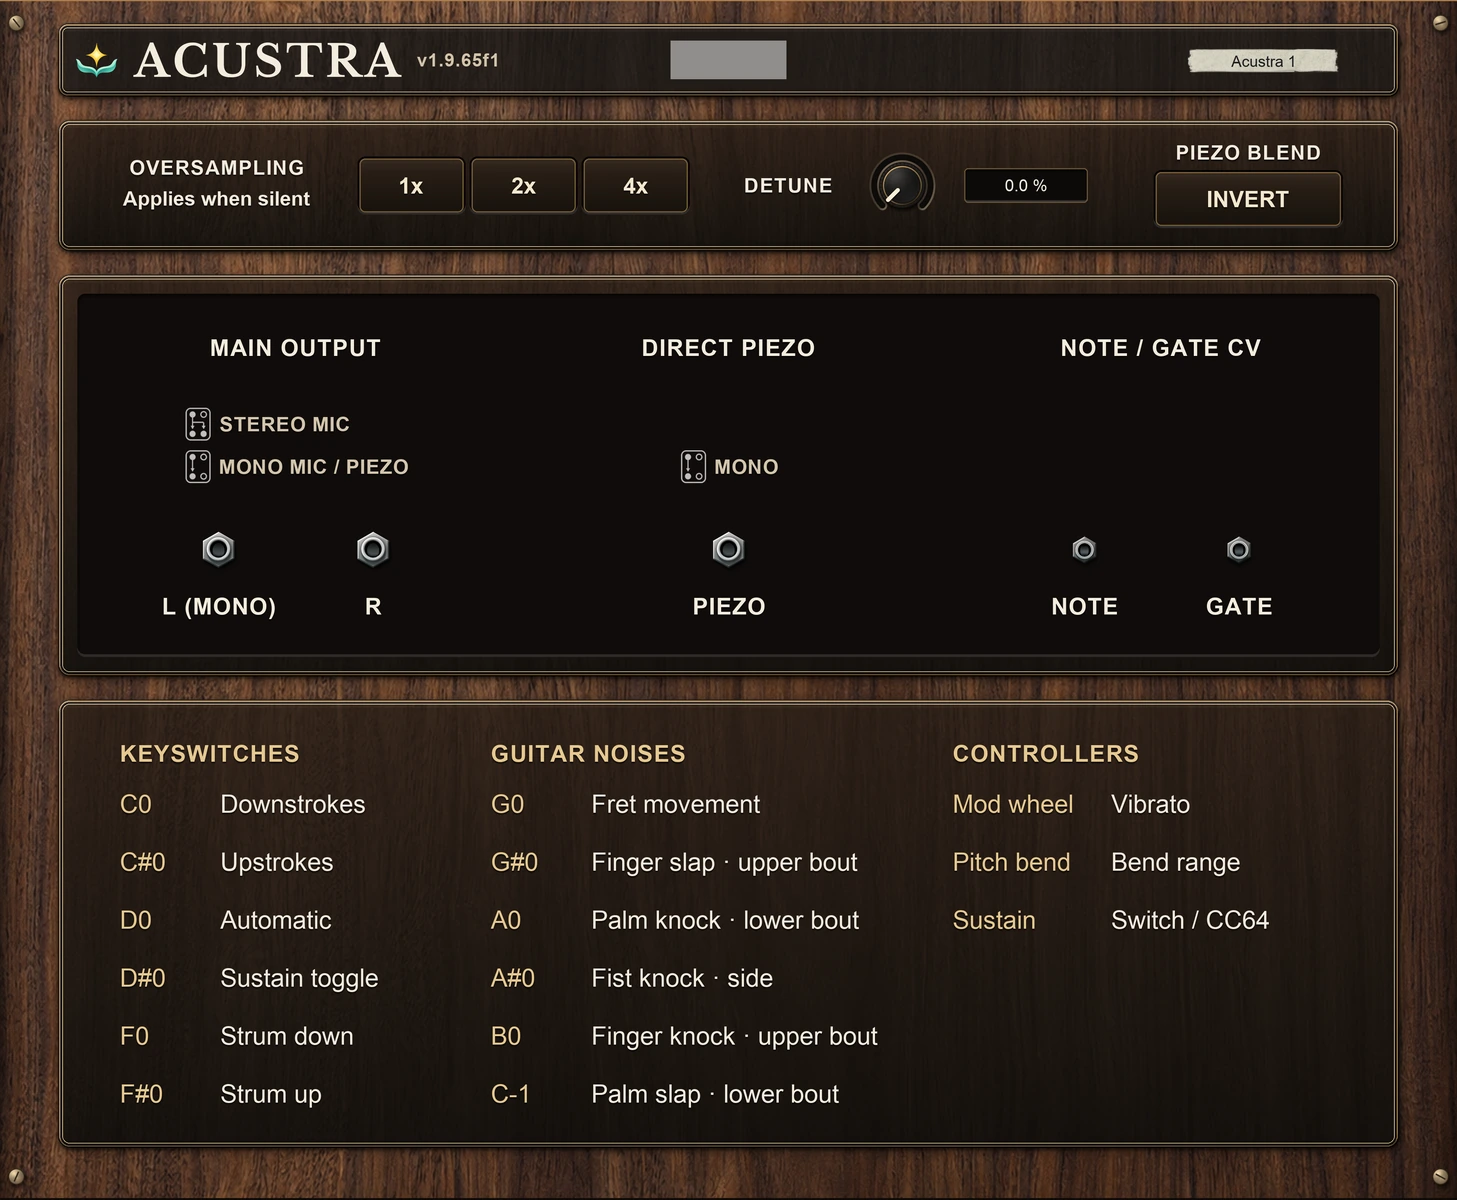 ACUSTRA v1.9.65f1
Acustra 1
OVERSAMPLING
Applies when silent
1x 2x 4x
DETUNE
0.0 %
PIEZO BLEND
INVERT
MAIN OUTPUT
STEREO MIC
MONO MIC / PIEZO
L (MONO) R
DIRECT PIEZO
MONO
PIEZO
NOTE / GATE CV
NOTE GATE
KEYSWITCHES
C0 Downstrokes
C#0 Upstrokes
D0 Automatic
D#0 Sustain toggle
F0 Strum down
F#0 Strum up
GUITAR NOISES
G0 Fret movement
G#0 Finger slap · upper bout
A0 Palm knock · lower bout
A#0 Fist knock · side
B0 Finger knock · upper bout
C-1 Palm slap · lower bout
CONTROLLERS
Mod wheel Vibrato
Pitch bend Bend range
Sustain Switch / CC64